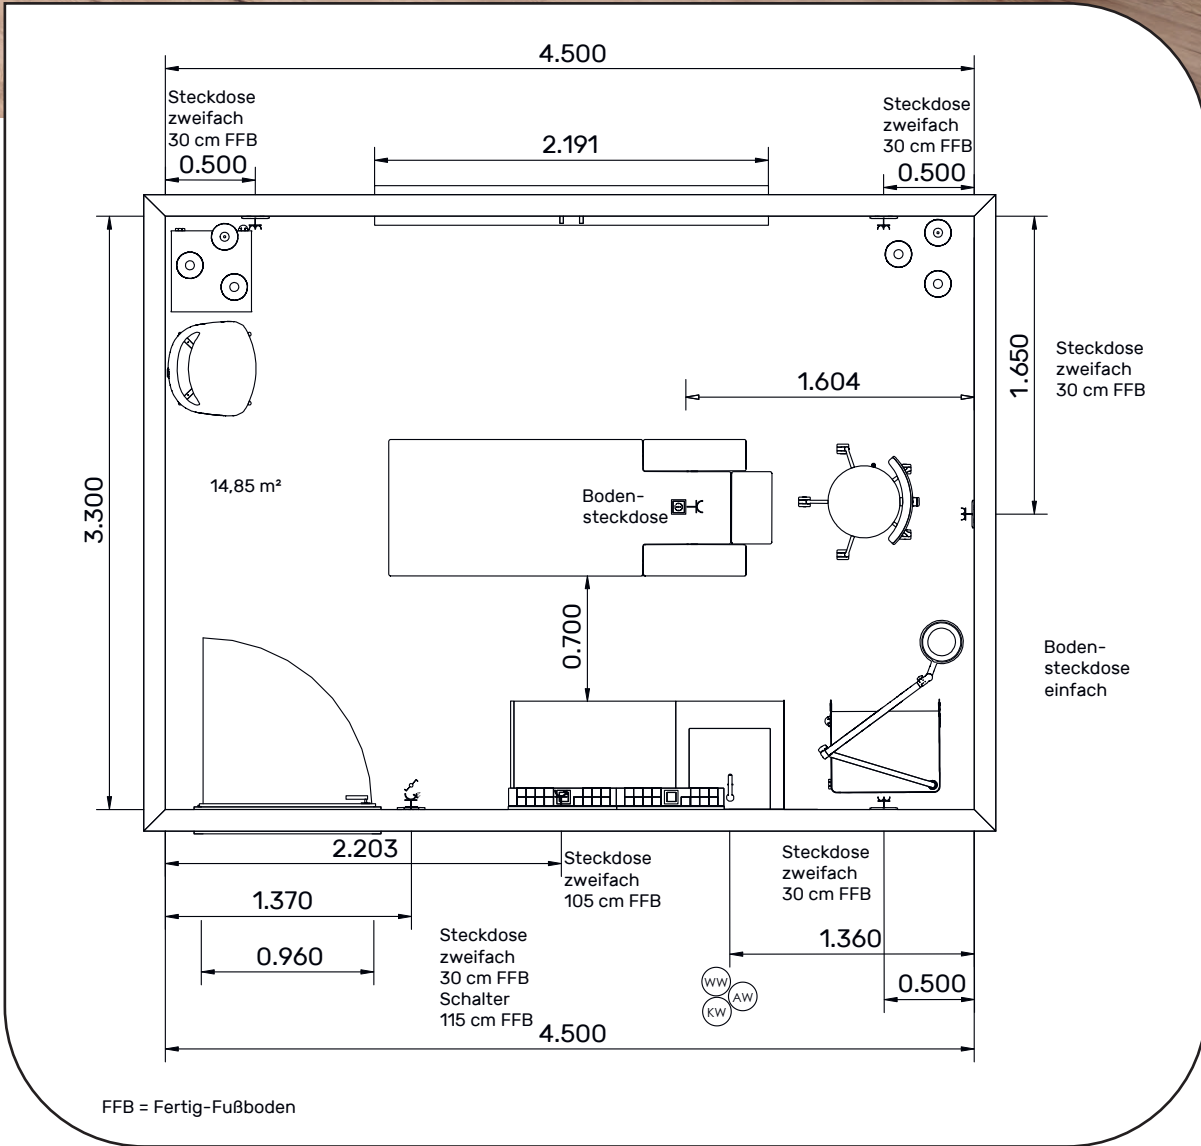 4.500
Steckdose
zweifach
30 cm FFB
0.500
2.191
Steckdose
zweifach
30 cm FFB
0.500
3.300
14,85 m²
1.604
1.650
Steckdose
zweifach
30 cm FFB
Boden-
steckdose
0.700
Boden-
steckdose
einfach
2.203
Steckdose
zweifach
105 cm FFB
Steckdose
zweifach
30 cm FFB
1.370
0.960
Steckdose
zweifach
30 cm FFB
Schalter
115 cm FFB
1.360
0.500
WW
AW
KW
4.500
FFB = Fertig-Fußboden